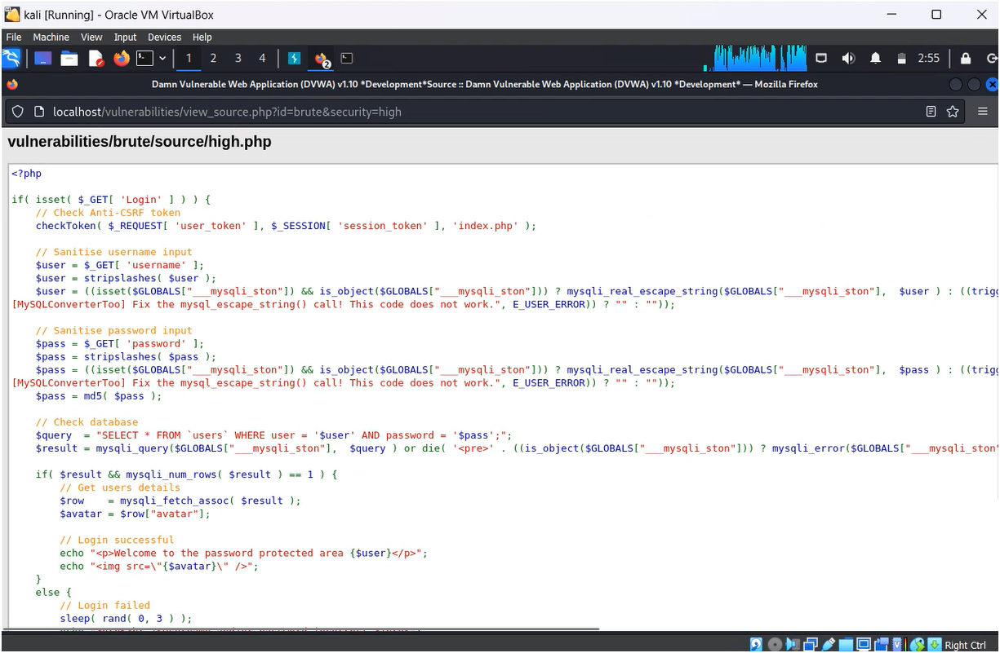 kali [Running] - Oracle VM VirtualBox
File Machine View Input Devices Help
1 2 3 4 2 2:55
Damn Vulnerable Web Application (DVWA) v1.10 *Development*Source :: Damn Vulnerable Web Application (DVWA) v1.10 *Development* — Mozilla Firefox
localhost/vulnerabilities/view_source.php?id=brute&security=high
vulnerabilities/brute/source/high.php
<?php
if( isset( $_GET[ 'Login' ] ) ) {
    // Check Anti-CSRF token
    checkToken( $_REQUEST[ 'user_token' ], $_SESSION[ 'session_token' ], 'index.php' );
    // Sanitise username input
    $user = $_GET[ 'username' ];
    $user = stripslashes( $user );
    $user = ((isset($GLOBALS["___mysqli_ston"]) && is_object($GLOBALS["___mysqli_ston"])) ? mysqli_real_escape_string($GLOBALS["___mysqli_ston"],  $user ) : ((trigg
[MySQLConverterToo] Fix the mysql_escape_string() call! This code does not work.", E_USER_ERROR)) ? "" : ""));
    // Sanitise password input
    $pass = $_GET[ 'password' ];
    $pass = stripslashes( $pass );
    $pass = ((isset($GLOBALS["___mysqli_ston"]) && is_object($GLOBALS["___mysqli_ston"])) ? mysqli_real_escape_string($GLOBALS["___mysqli_ston"],  $pass ) : ((trigg
[MySQLConverterToo] Fix the mysql_escape_string() call! This code does not work.", E_USER_ERROR)) ? "" : ""));
    $pass = md5( $pass );
    // Check database
    $query  = "SELECT * FROM `users` WHERE user = '$user' AND password = '$pass';";
    $result = mysqli_query($GLOBALS["___mysqli_ston"],  $query ) or die( '<pre>' . ((is_object($GLOBALS["___mysqli_ston"])) ? mysqli_error($GLOBALS["___mysqli_ston"
    if( $result && mysqli_num_rows( $result ) == 1 ) {
        // Get users details
        $row    = mysqli_fetch_assoc( $result );
        $avatar = $row["avatar"];
        // Login successful
        echo "<p>Welcome to the password protected area {$user}</p>";
        echo "<img src=\"{$avatar}\" />";
    }
    else {
        // Login failed
        sleep( rand( 0, 3 ) );
Right Ctrl